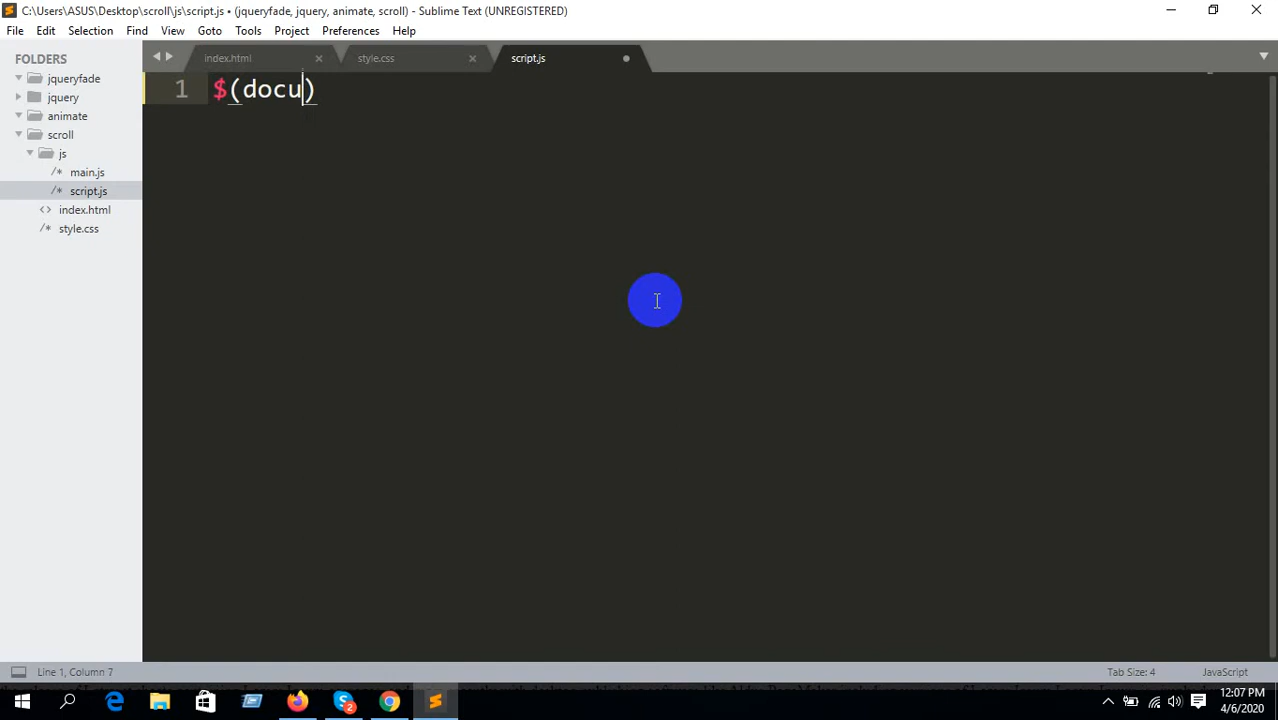 C:\Users\ASUS\Desktop\scroll\js\script.js • (jqueryfade, jquery, animate, scroll) - Sublime Text (UNREGISTERED)
File Edit Selection Find View Goto Tools Project Preferences Help
FOLDERS
jqueryfade
jquery
animate
scroll
js
/* main.js
/* script.js
<> index.html
/* style.css
index.html
style.css
script.js
1 $(docu)
Line 1, Column 7
Tab Size: 4
JavaScript
2
12:07 PM
4/6/2020